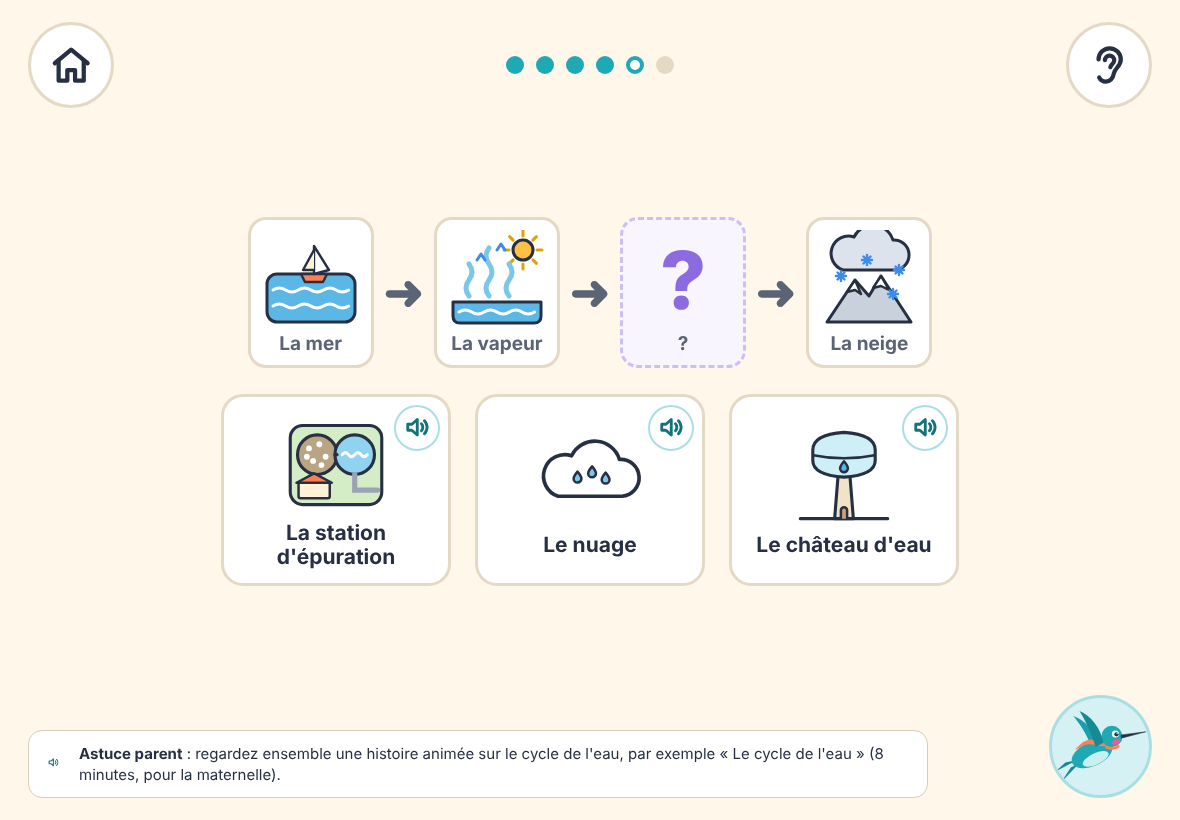 La mer
La vapeur
?
?
La neige
La station
d'épuration
Le nuage
Le château d'eau
Astuce parent : regardez ensemble une histoire animée sur le cycle de l'eau, par exemple « Le cycle de l'eau » (8
minutes, pour la maternelle).